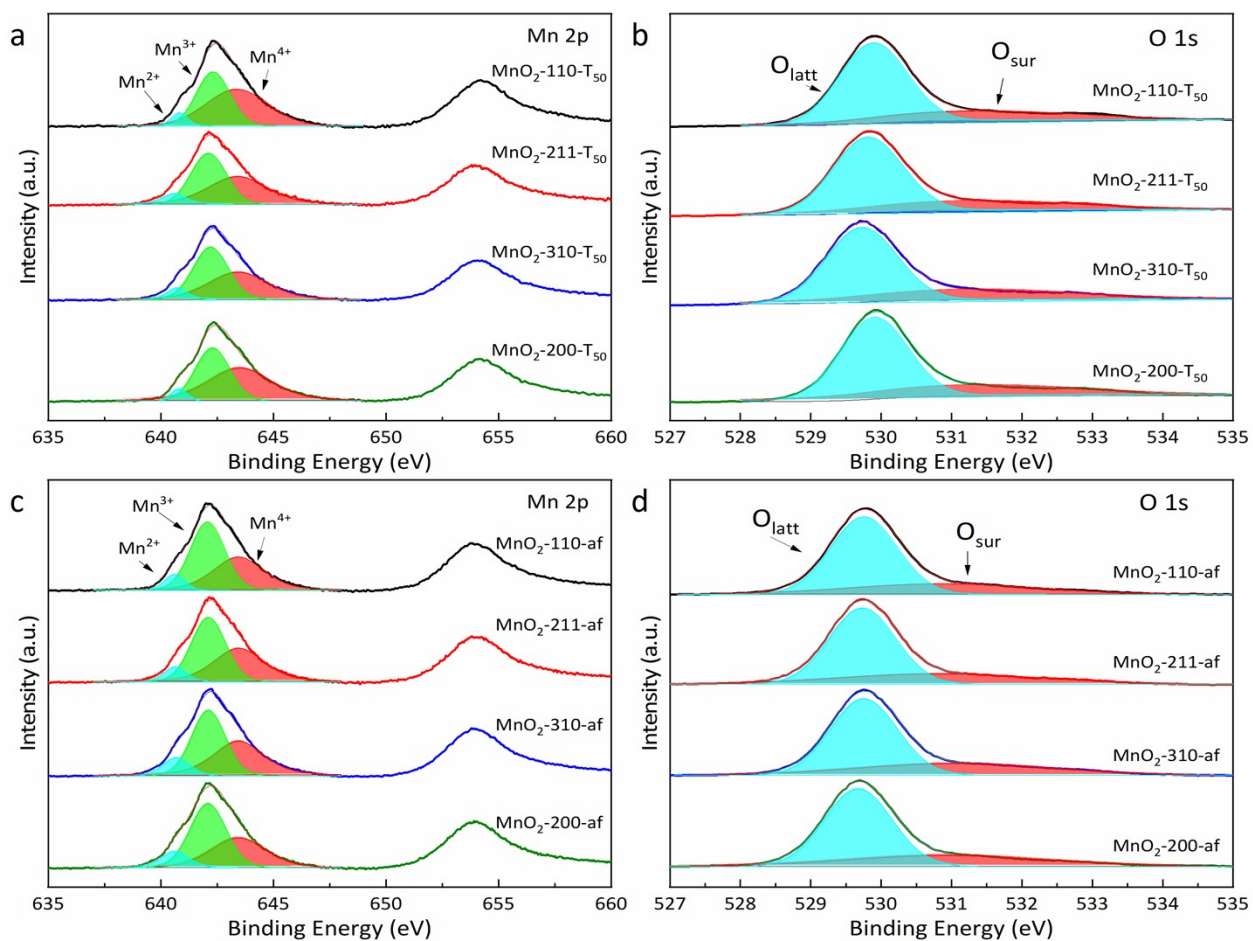 a
Mn 2p
Mn³⁺
Mn⁴⁺
Mn²⁺
MnO₂-110-T₅₀
MnO₂-211-T₅₀
MnO₂-310-T₅₀
MnO₂-200-T₅₀
Intensity (a.u.)
635 640 645 650 655 660
Binding Energy (eV)
b
O 1s
Oₗₐₜₜ
Oₛᵤᵣ
MnO₂-110-T₅₀
MnO₂-211-T₅₀
MnO₂-310-T₅₀
MnO₂-200-T₅₀
Intensity (a.u.)
527 528 529 530 531 532 533 534 535
Binding Energy (eV)
c
Mn 2p
Mn³⁺
Mn⁴⁺
Mn²⁺
MnO₂-110-af
MnO₂-211-af
MnO₂-310-af
MnO₂-200-af
Intensity (a.u.)
635 640 645 650 655 660
Binding Energy (eV)
d
O 1s
Oₗₐₜₜ
Oₛᵤᵣ
MnO₂-110-af
MnO₂-211-af
MnO₂-310-af
MnO₂-200-af
Intensity (a.u.)
527 528 529 530 531 532 533 534 535
Binding Energy (eV)